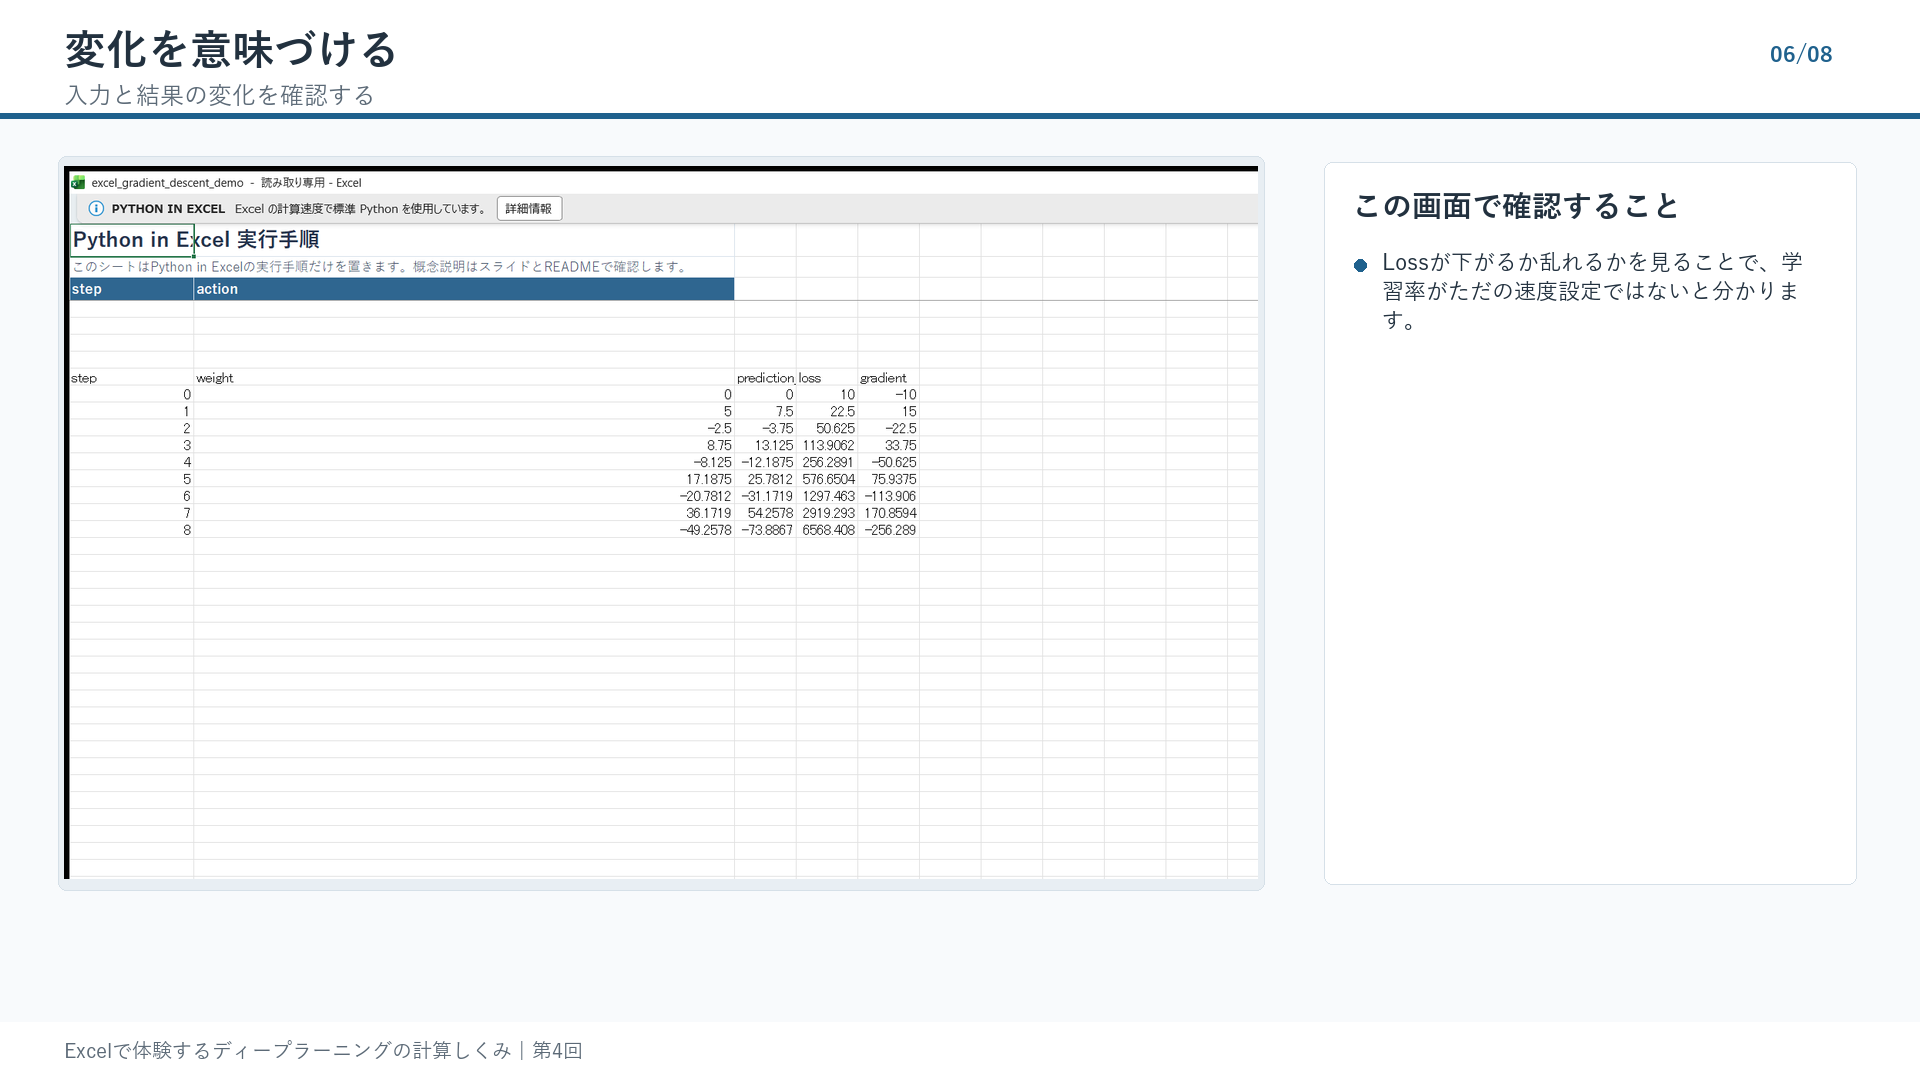 変化を意味づける
06/08
入力と結果の変化を確認する
excel_gradient_descent_demo - 読み取り専用 - Excel
PYTHON IN EXCEL Excel の計算速度で標準 Python を使用しています。 詳細情報
Python in Excel 実行手順
このシートはPython in Excelの実行手順だけを置きます。概念説明はスライドとREADMEで確認します。
step action
step weight prediction loss gradient
0 0 0 10 -10
1 5 7.5 22.5 15
2 -2.5 -3.75 50.625 -22.5
3 8.75 13.125 113.9062 33.75
4 -8.125 -12.1875 256.2891 -50.625
5 17.1875 25.7812 576.6504 75.9375
6 -20.7812 -31.1719 1297.463 -113.906
7 36.1719 54.2578 2919.293 170.8594
8 -49.2578 -73.8867 6568.408 -256.289
この画面で確認すること
Lossが下がるか乱れるかを見ることで、学
習率がただの速度設定ではないと分かりま
す。
Excelで体験するディープラーニングの計算しくみ｜第4回